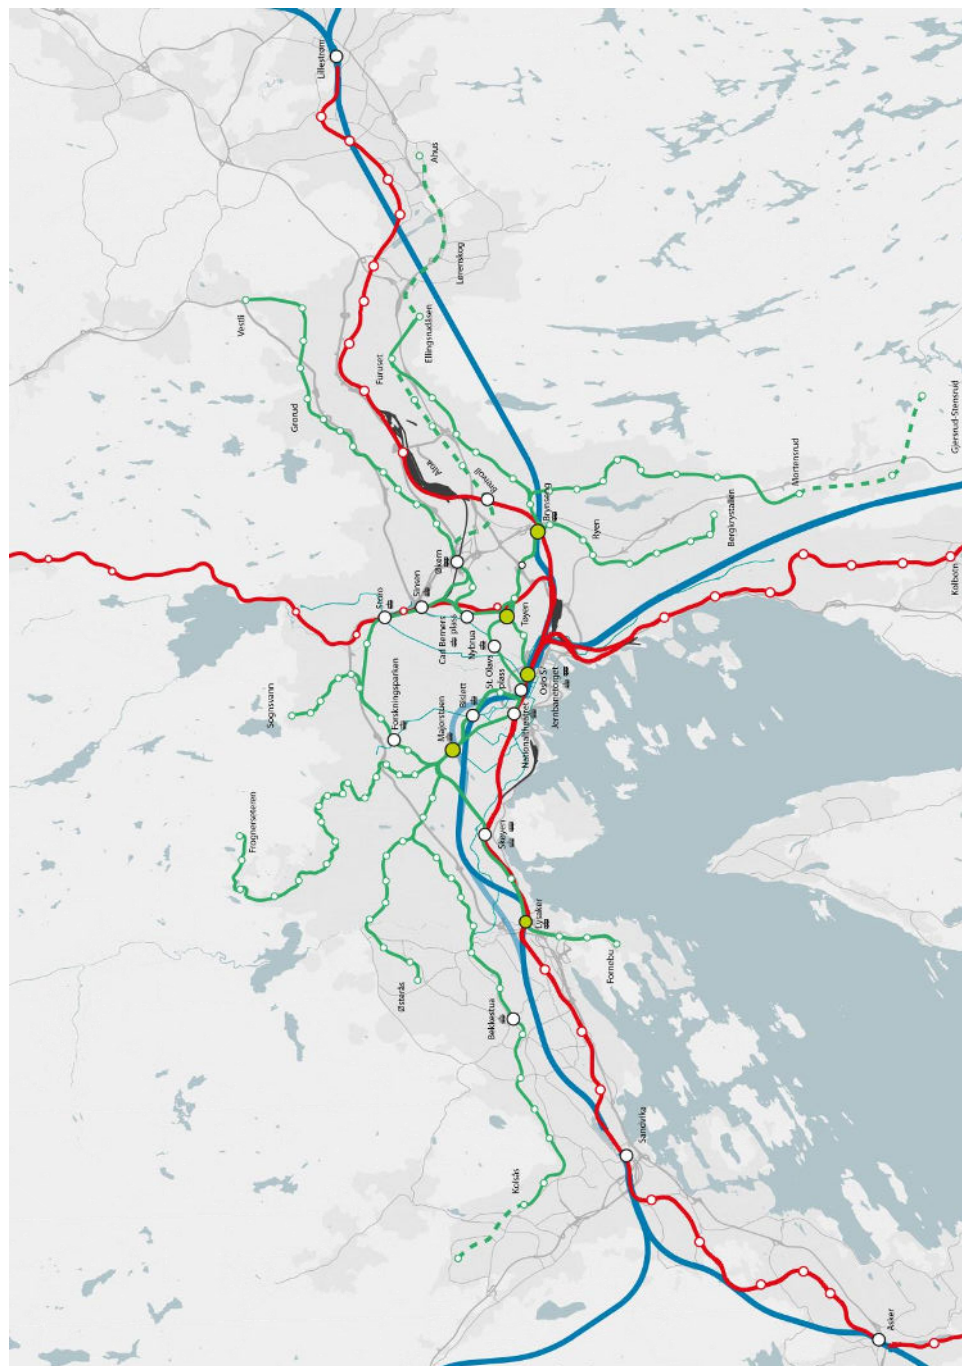 Lillestrøm
Ahus
Lørenskog
Vestli
Ellingsrudåsen
Furuset
Grorud
Alna
Breivoll
Gjersrud-Stensrud
Mortensrud
Brynseng
Ryen
Bergkrystallen
Økern
Sinsen
Storo
Carl Berners
plass
Nybrua
Tøyen
Kolbotn
Sognsvann
Forskningsparken
Majorstuen
Bislett
St. Olavs
plass
Oslo S/
Jernbanetorget
Nationaltheatret
Frognerseteren
Skøyen
Lysaker
Fornebu
Østerås
Bekkestua
Sandvika
Kolsås
Asker